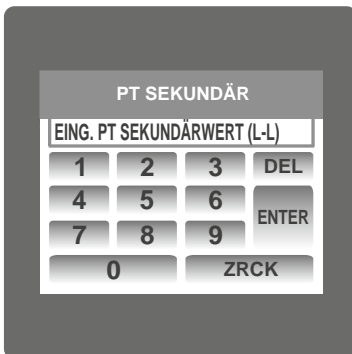 PT SEKUNDÄR
EING. PT SEKUNDÄRWERT (L-L)
1 2 3 DEL
4 5 6 ENTER
7 8 9
0 ZRCK